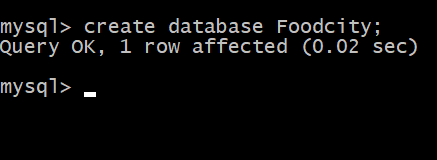 mysql> create database Foodcity;
Query OK, 1 row affected (0.02 sec)
mysql>